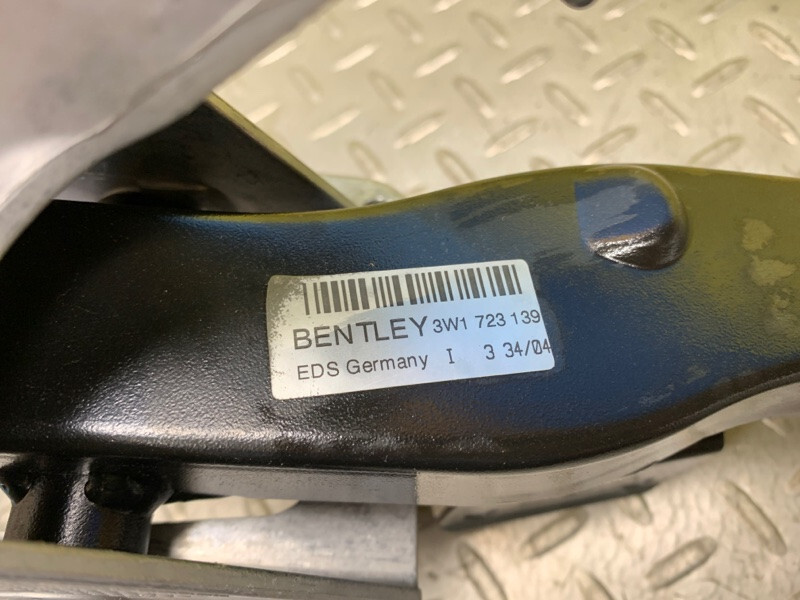 BENTLEY 3W1 723 139
EDS Germany I 3 34/04